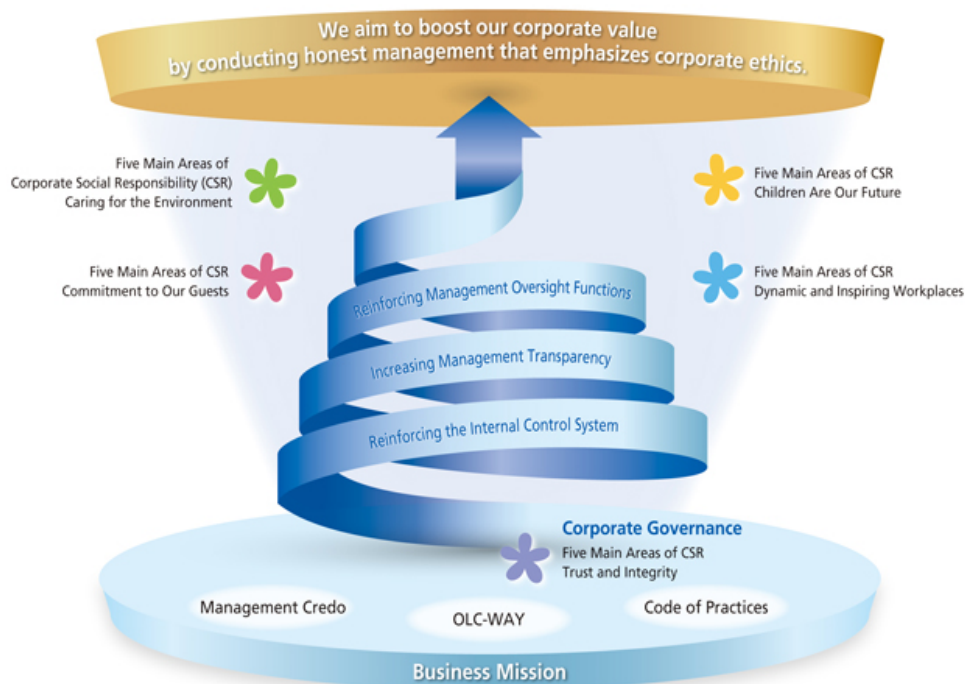 We aim to boost our corporate value
by conducting honest management that emphasizes corporate ethics.
Five Main Areas of
Corporate Social Responsibility (CSR)
Caring for the Environment
Five Main Areas of CSR
Children Are Our Future
Five Main Areas of CSR
Commitment to Our Guests
Five Main Areas of CSR
Dynamic and Inspiring Workplaces
Reinforcing Management Oversight Functions
Increasing Management Transparency
Reinforcing the Internal Control System
Corporate Governance
Five Main Areas of CSR
Trust and Integrity
Management Credo
OLC-WAY
Code of Practices
Business Mission